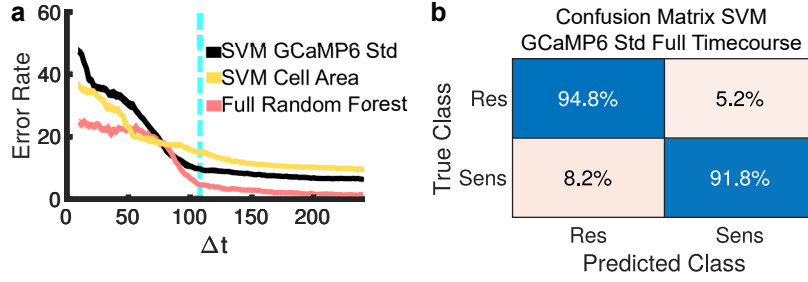 a
60
40
20
0
Error Rate
SVM GCaMP6 Std
SVM Cell Area
Full Random Forest
0
50
100
150
200
Δt
b
Confusion Matrix SVM
GCaMP6 Std Full Timecourse
True Class
Res
94.8%
5.2%
Sens
8.2%
91.8%
Res
Sens
Predicted Class